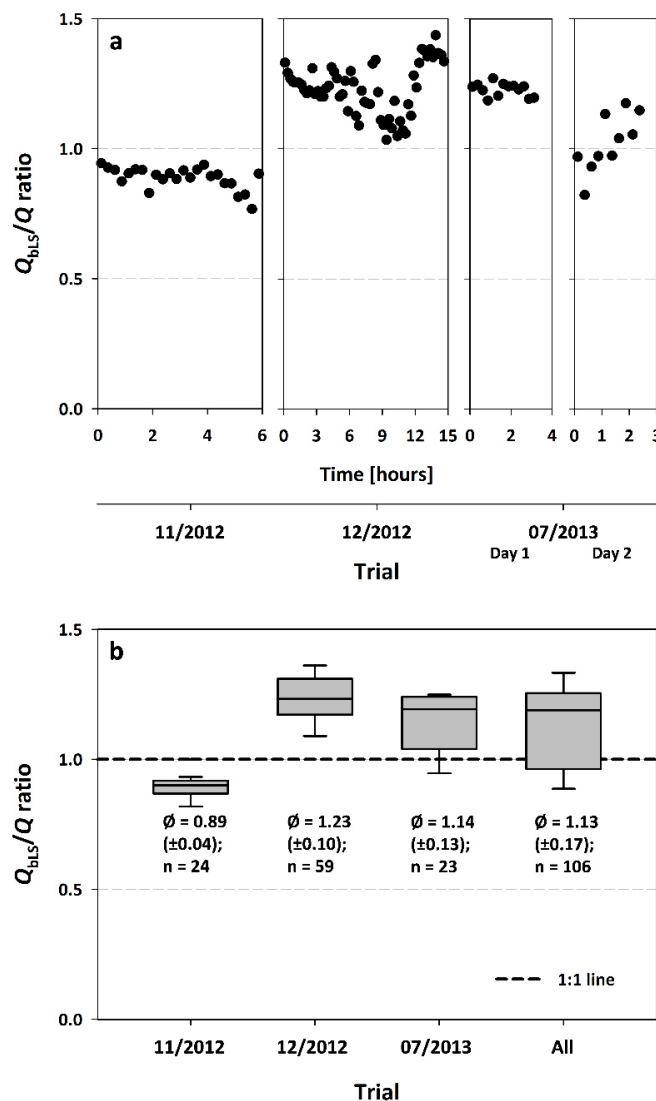 a
1.5
1.0
0.5
0.0
QbLS/Q ratio
0 2 4 6 0 3 6 9 12 15 0 2 4 0 1 2 3
Time [hours]
11/2012 12/2012 07/2013
Day 1 Day 2
Trial
b
1.5
1.0
0.5
0.0
QbLS/Q ratio
Ø = 0.89 Ø = 1.23 Ø = 1.14 Ø = 1.13
(±0.04); (±0.10); (±0.13); (±0.17);
n = 24 n = 59 n = 23 n = 106
1:1 line
11/2012 12/2012 07/2013 All
Trial